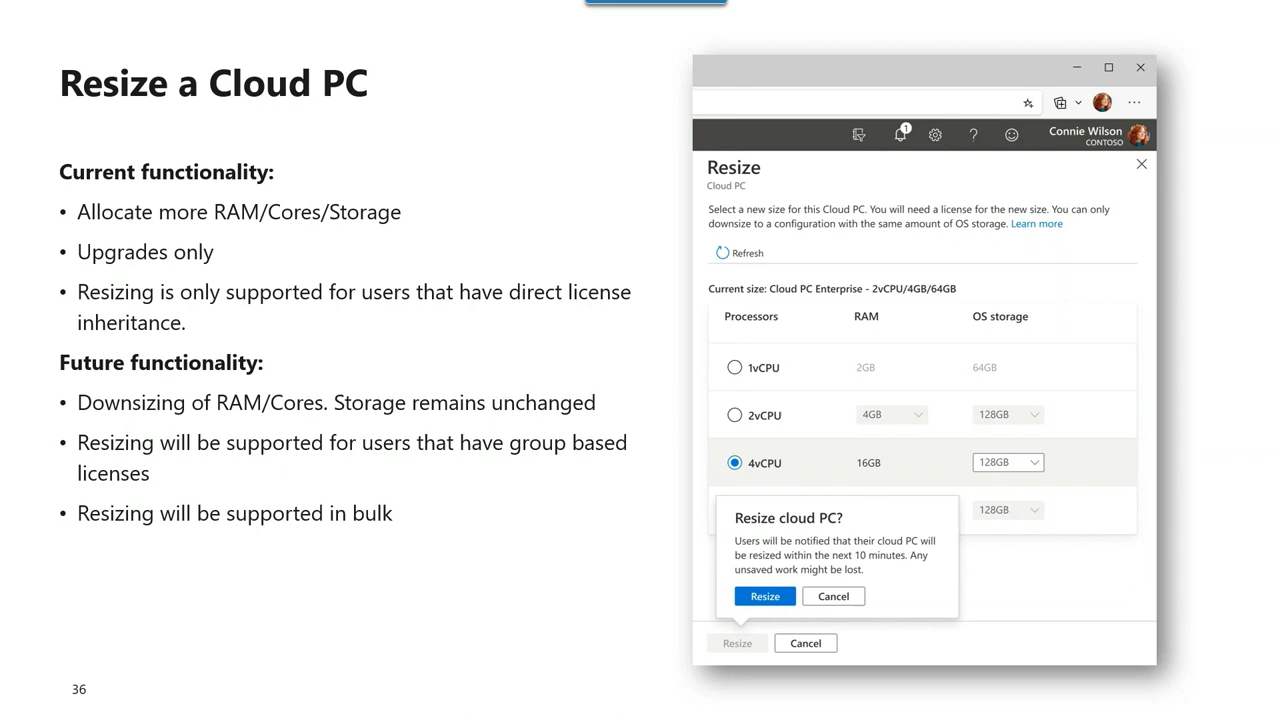 Resize a Cloud PC
Current functionality:
• Allocate more RAM/Cores/Storage
• Upgrades only
• Resizing is only supported for users that have direct license
inheritance.
Future functionality:
• Downsizing of RAM/Cores. Storage remains unchanged
• Resizing will be supported for users that have group based
licenses
• Resizing will be supported in bulk
36
1
Connie Wilson
CONTOSO
Resize
Cloud PC
Select a new size for this Cloud PC. You will need a license for the new size. You can only
downsize to a configuration with the same amount of OS storage. Learn more
Refresh
Current size: Cloud PC Enterprise - 2vCPU/4GB/64GB
Processors RAM OS storage
1vCPU 2GB 64GB
2vCPU 4GB 128GB
4vCPU 16GB 128GB
128GB
Resize cloud PC?
Users will be notified that their cloud PC will
be resized within the next 10 minutes. Any
unsaved work might be lost.
Resize Cancel
Resize Cancel